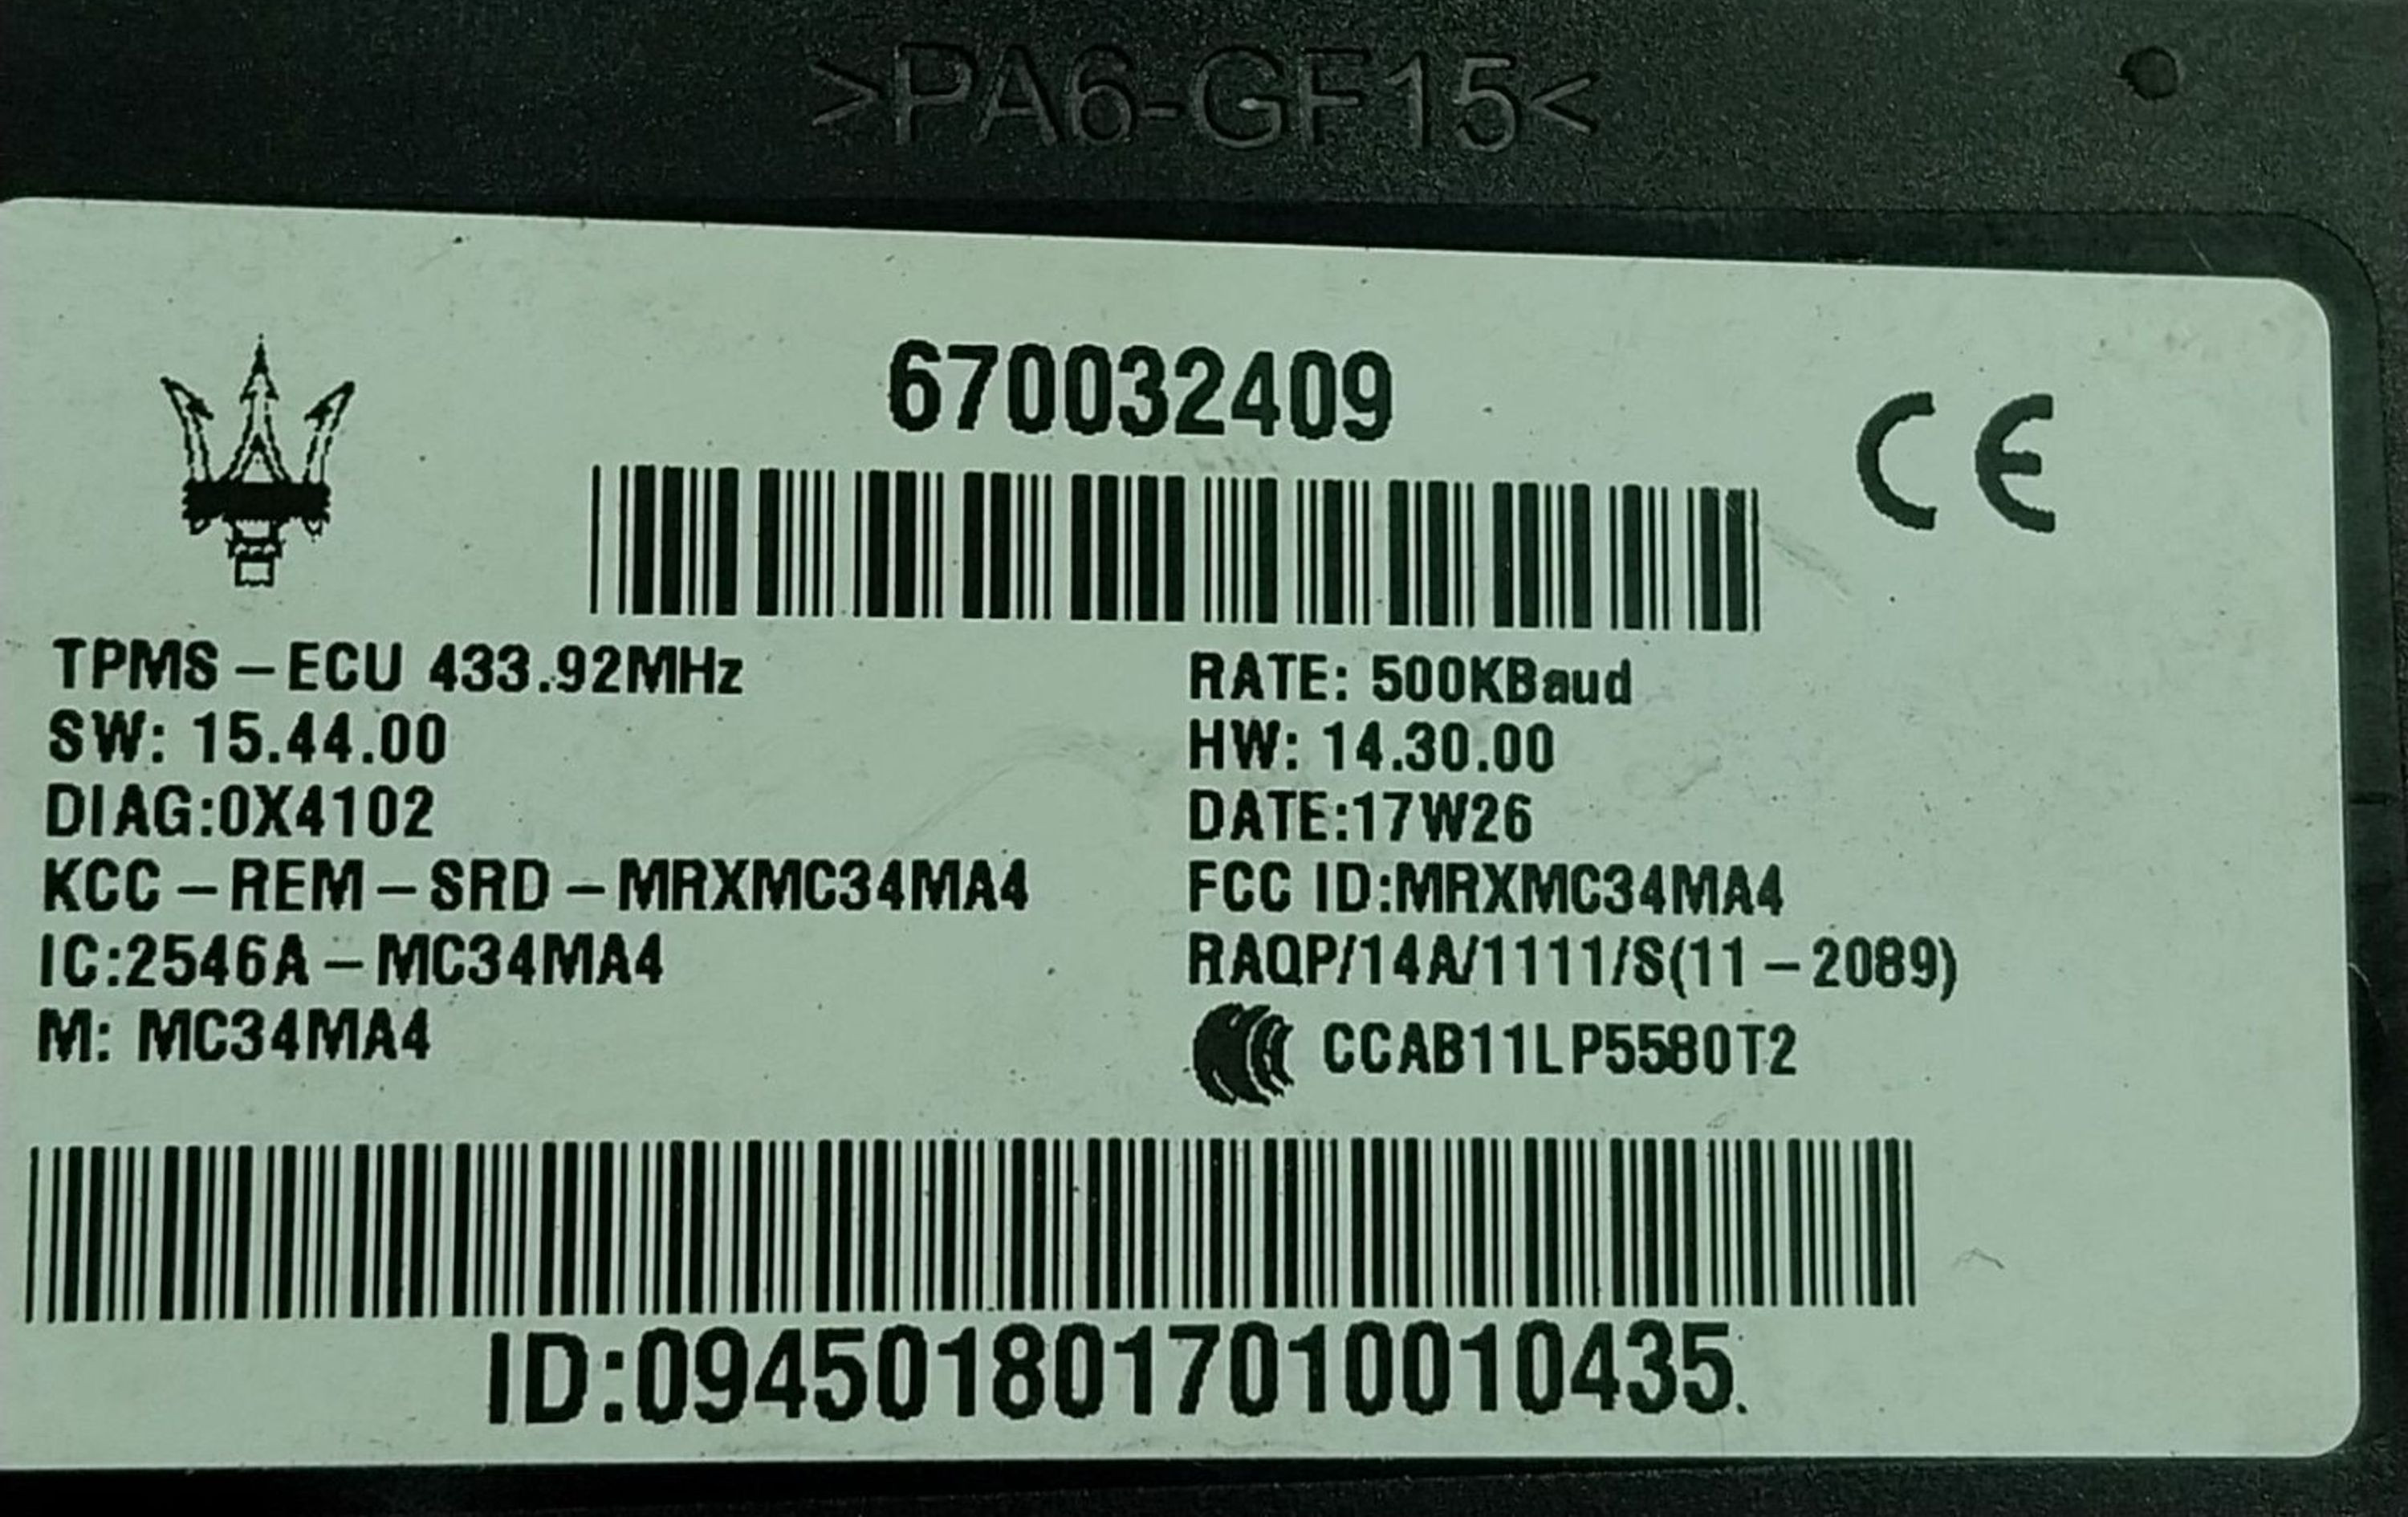 >PA6-GF15<
670032409
CE
TPMS-ECU 433.92MHz
RATE: 500KBaud
SW: 15.44.00
HW: 14.30.00
DIAG:0X4102
DATE:17W26
KCC-REM-SRD-MRXMC34MA4
FCC ID:MRXMC34MA4
IC:2546A-MC34MA4
RAQP/14A/1111/S(11-2089)
M: MC34MA4
CCAB11LP5580T2
ID:0945018017010010435